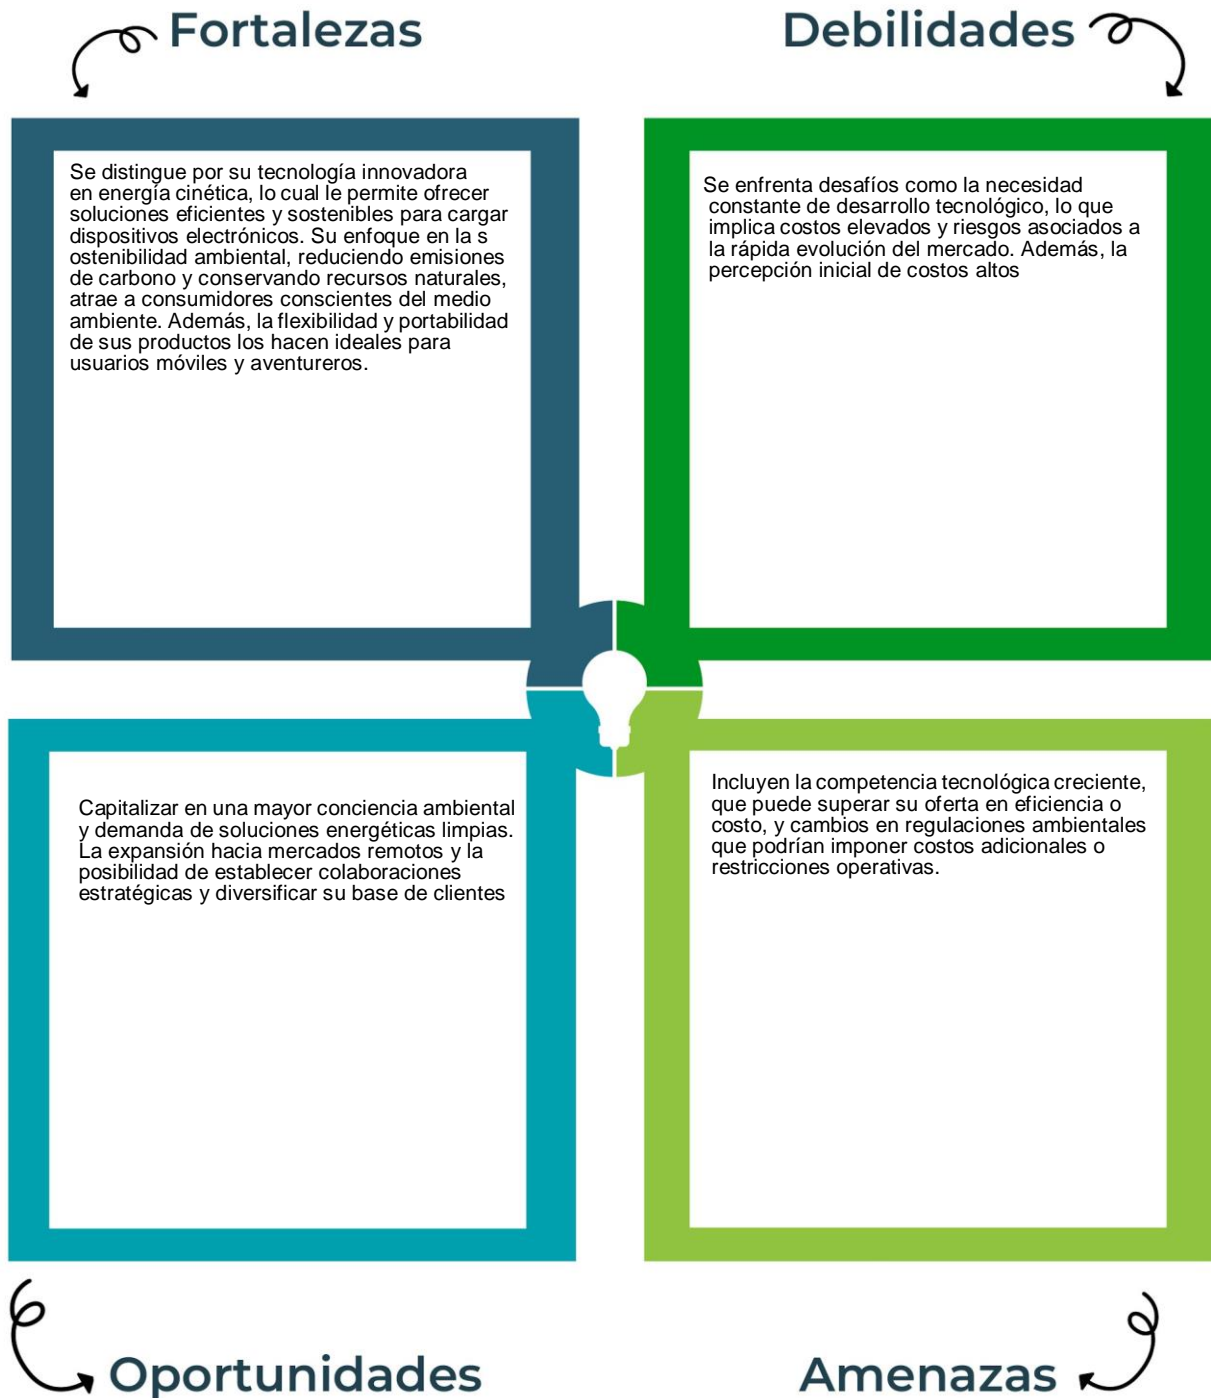 Fortalezas
Se distingue por su tecnología innovadora
en energía cinética, lo cual le permite ofrecer
soluciones eficientes y sostenibles para cargar
dispositivos electrónicos. Su enfoque en la s
ostenibilidad ambiental, reduciendo emisiones
de carbono y conservando recursos naturales,
atrae a consumidores conscientes del medio
ambiente. Además, la flexibilidad y portabilidad
de sus productos los hacen ideales para
usuarios móviles y aventureros.
Debilidades
Se enfrenta desafíos como la necesidad
constante de desarrollo tecnológico, lo que
implica costos elevados y riesgos asociados a
la rápida evolución del mercado. Además, la
percepción inicial de costos altos
Capitalizar en una mayor conciencia ambiental
y demanda de soluciones energéticas limpias.
La expansión hacia mercados remotos y la
posibilidad de establecer colaboraciones
estratégicas y diversificar su base de clientes
Oportunidades
Incluyen la competencia tecnológica creciente,
que puede superar su oferta en eficiencia o
costo, y cambios en regulaciones ambientales
que podrían imponer costos adicionales o
restricciones operativas.
Amenazas